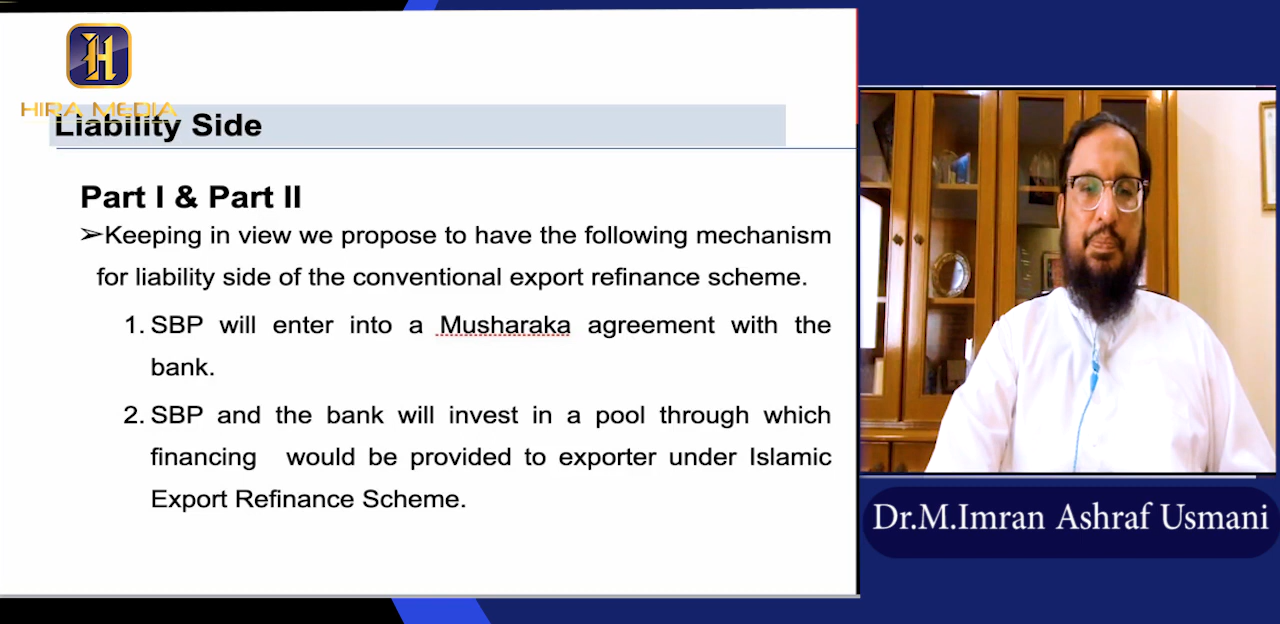 HIRA MEDIA
Liability Side
Part I & Part II
➢Keeping in view we propose to have the following mechanism
for liability side of the conventional export refinance scheme.
1. SBP will enter into a Musharaka agreement with the
bank.
2. SBP and the bank will invest in a pool through which
financing would be provided to exporter under Islamic
Export Refinance Scheme.
Dr.M.Imran Ashraf Usmani